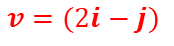 v = (2i − j)